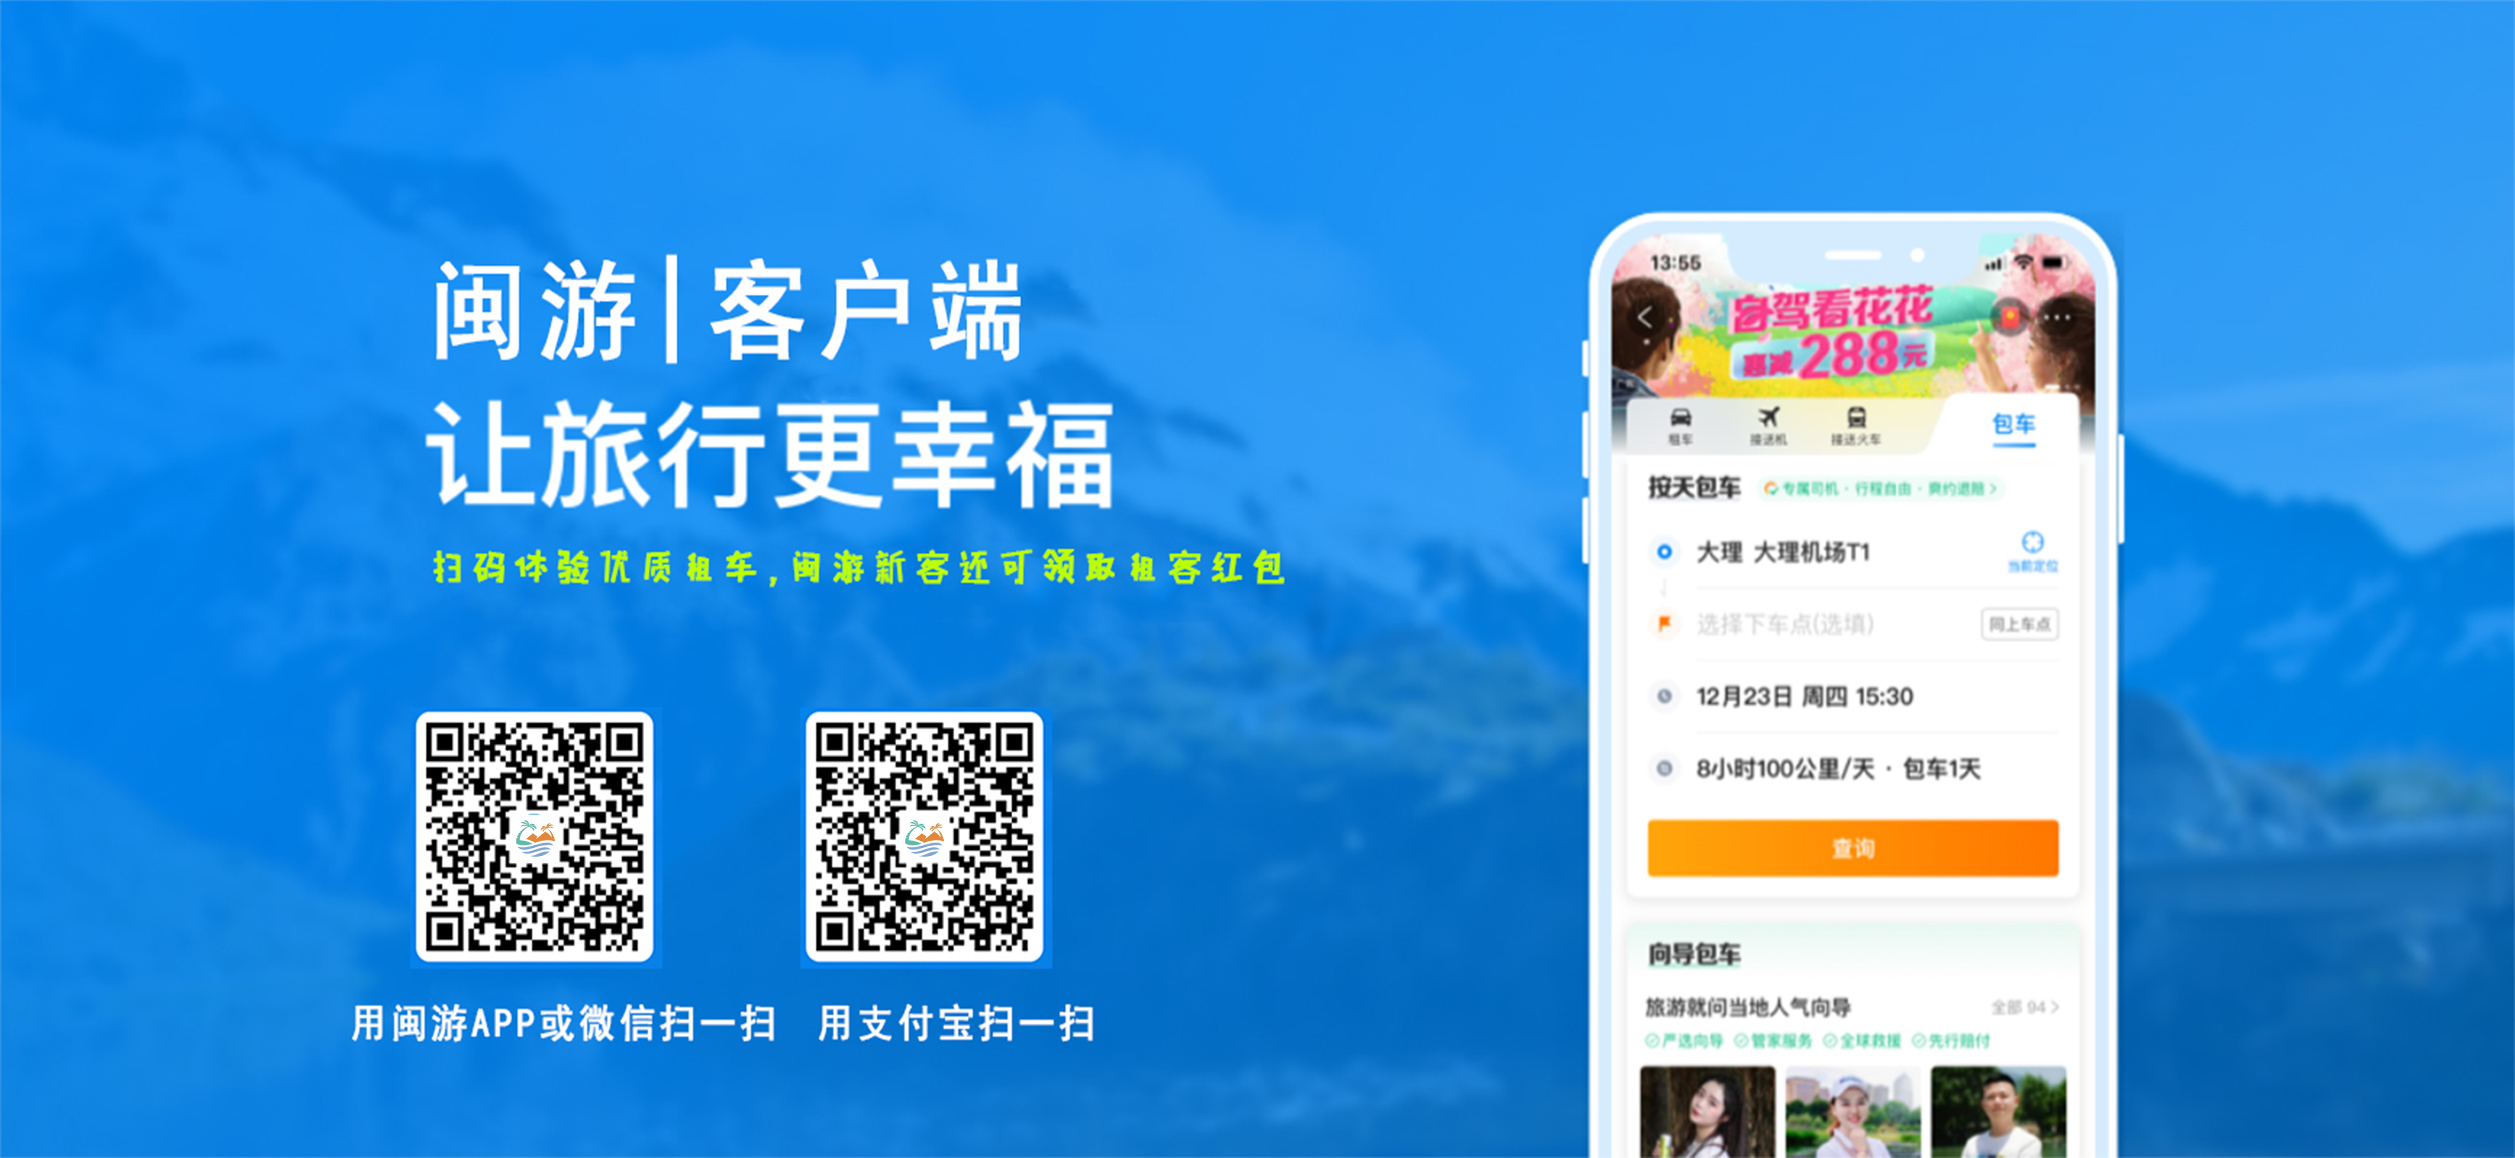 闽游|客户端
让旅行更幸福
扫码体验优质租车,闽游新客还可领取租客红包
用闽游APP或微信扫一扫
用支付宝扫一扫
13:55
自驾看花花
惠减288元
租车
接送机
接送火车
包车
按天包车
专属司机 · 行程自由 · 爽约退赔 >
大理 大理机场T1
当前定位
选择下车点(选填)
同上车点
12月23日 周四 15:30
8小时100公里/天 · 包车1天
查询
向导包车
旅游就问当地人气向导
全部 94 >
严选向导
管家服务
全球救援
先行赔付